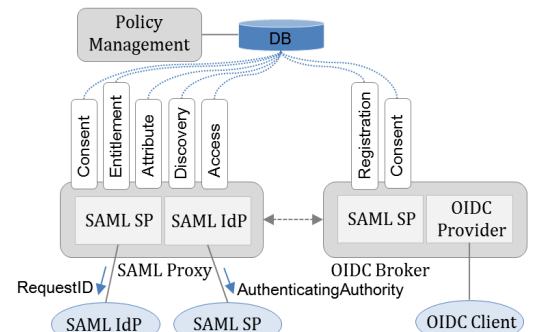 Policy
Management
DB
Consent
Entitlement
Attribute
Discovery
Access
Registration
Consent
SAML SP
SAML IdP
SAML SP
OIDC
Provider
SAML Proxy
OIDC Broker
RequestID
AuthenticatingAuthority
SAML IdP
SAML SP
OIDC Client